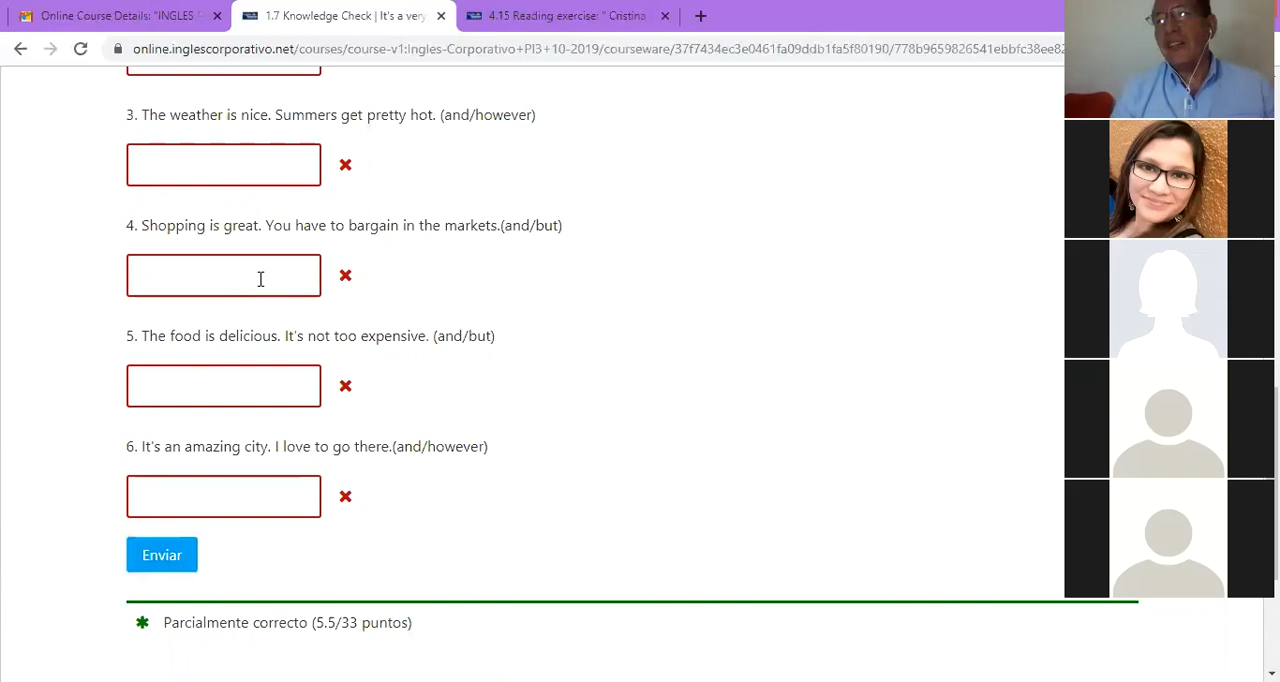 Online Course Details: "INGLES
1.7 Knowledge Check | It's a very
4.15 Reading exercise: " Cristina
online.inglescorporativo.net/courses/course-v1:Ingles-Corporativo+PI3+10-2019/courseware/37f7434ec3e0461fa09ddb1fa5f80190/778b9659826541ebbfc38ee82
3. The weather is nice. Summers get pretty hot. (and/however)
4. Shopping is great. You have to bargain in the markets.(and/but)
5. The food is delicious. It's not too expensive. (and/but)
6. It's an amazing city. I love to go there.(and/however)
Enviar
Parcialmente correcto (5.5/33 puntos)